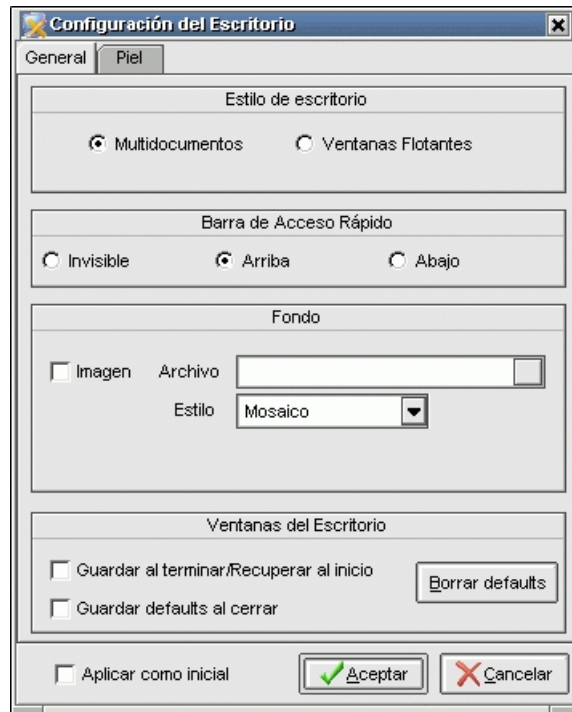 Configuración del Escritorio
General Piel
Estilo de escritorio
Multidocumentos Ventanas Flotantes
Barra de Acceso Rápido
Invisible Arriba Abajo
Fondo
Imagen Archivo
Estilo Mosaico
Ventanas del Escritorio
Guardar al terminar/Recuperar al inicio
Borrar defaults
Guardar defaults al cerrar
Aplicar como inicial Aceptar Cancelar